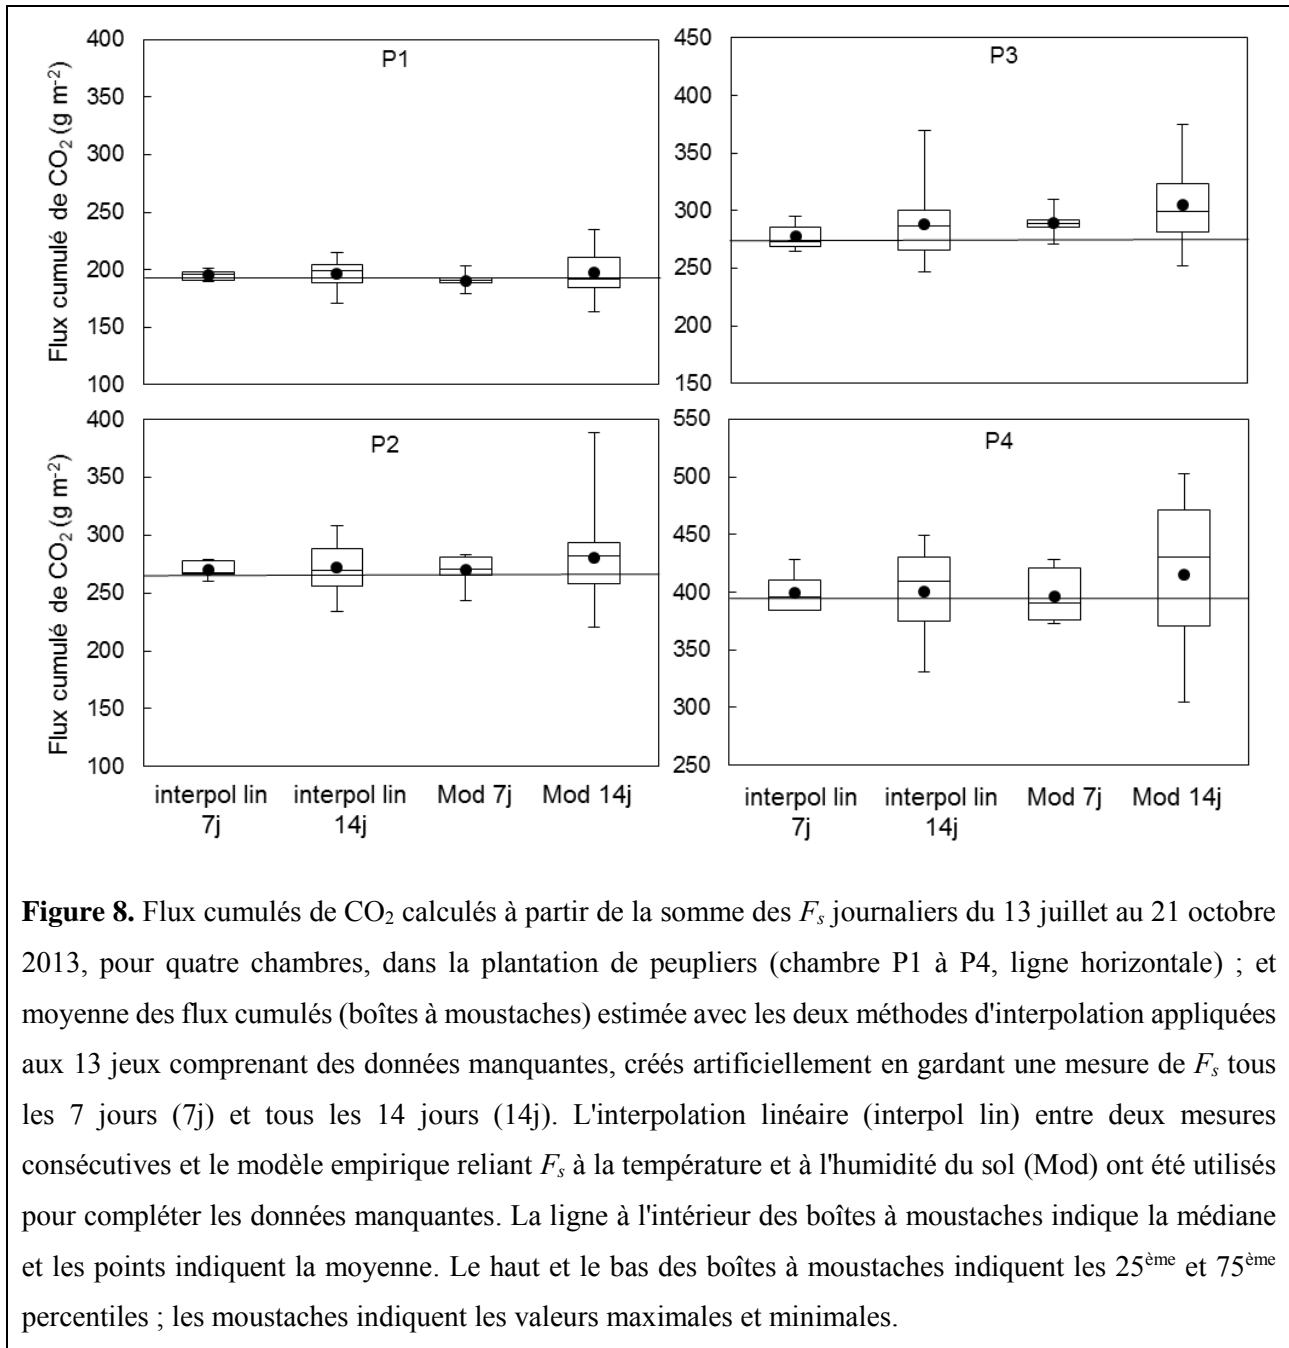 P1
Flux cumulé de CO₂ (g m⁻²)
400
350
300
250
200
150
100
P3
450
400
350
300
250
200
150
P2
Flux cumulé de CO₂ (g m⁻²)
400
350
300
250
200
150
100
interpol lin 7j
interpol lin 14j
Mod 7j
Mod 14j
P4
550
500
450
400
350
300
250
interpol lin 7j
interpol lin 14j
Mod 7j
Mod 14j
Figure 8. Flux cumulés de CO₂ calculés à partir de la somme des Fₛ journaliers du 13 juillet au 21 octobre
2013, pour quatre chambres, dans la plantation de peupliers (chambre P1 à P4, ligne horizontale) ; et
moyenne des flux cumulés (boîtes à moustaches) estimée avec les deux méthodes d'interpolation appliquées
aux 13 jeux comprenant des données manquantes, créés artificiellement en gardant une mesure de Fₛ tous
les 7 jours (7j) et tous les 14 jours (14j). L'interpolation linéaire (interpol lin) entre deux mesures
consécutives et le modèle empirique reliant Fₛ à la température et à l'humidité du sol (Mod) ont été utilisés
pour compléter les données manquantes. La ligne à l'intérieur des boîtes à moustaches indique la médiane
et les points indiquent la moyenne. Le haut et le bas des boîtes à moustaches indiquent les 25ème et 75ème
percentiles ; les moustaches indiquent les valeurs maximales et minimales.